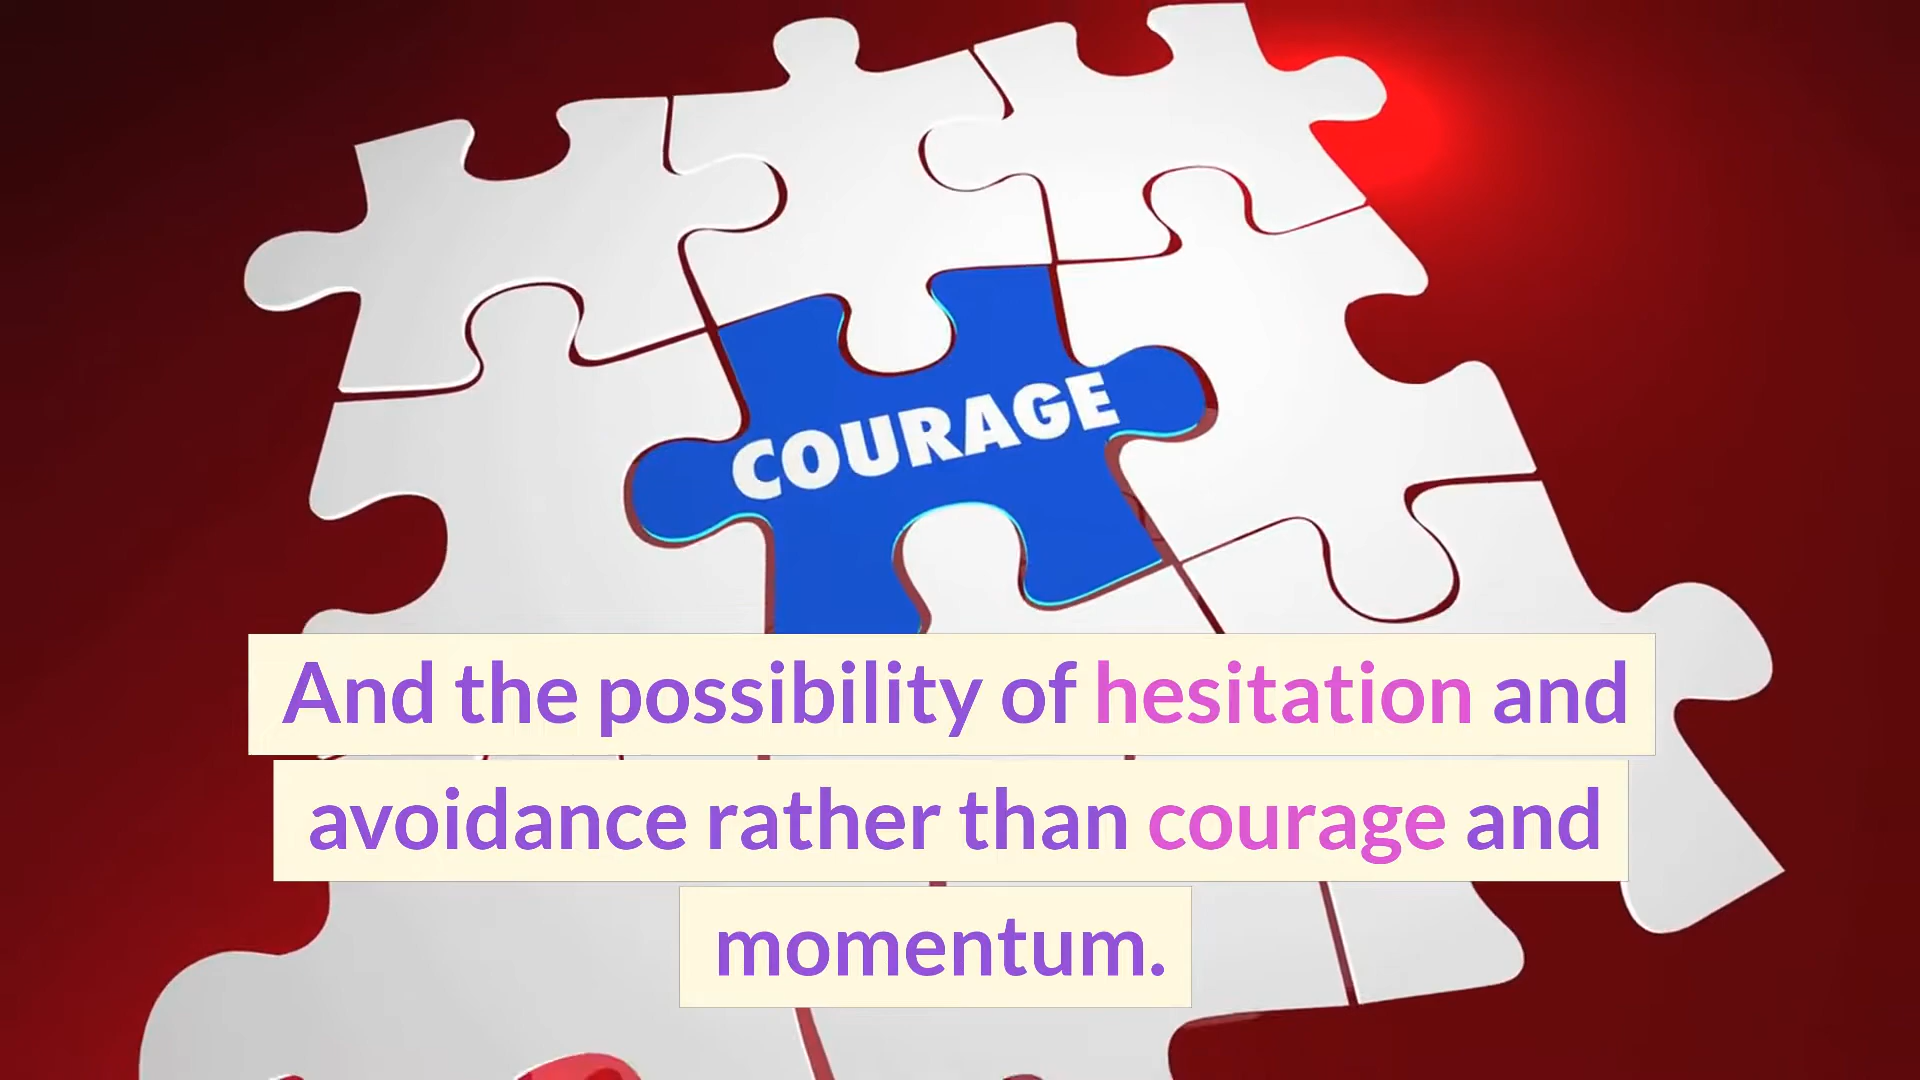 COURAGE
And the possibility of hesitation and
avoidance rather than courage and
momentum.